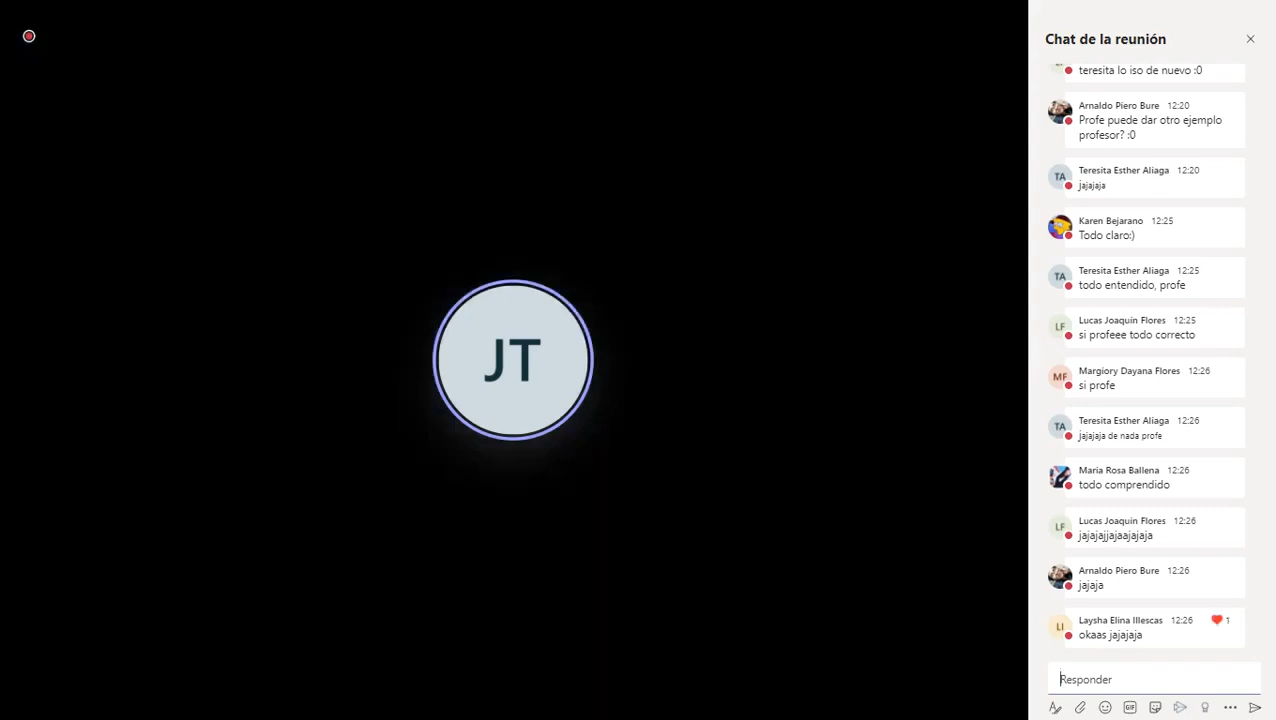 Chat de la reunión
teresita lo iso de nuevo :0
Arnaldo Piero Bure 12:20
Profe puede dar otro ejemplo
profesor? :0
TA
Teresita Esther Aliaga 12:20
jajajaja
Karen Bejarano 12:25
Todo claro:)
TA
Teresita Esther Aliaga 12:25
todo entendido, profe
LF
Lucas Joaquín Flores 12:25
si profeee todo correcto
MF
Margiory Dayana Flores 12:26
si profe
TA
Teresita Esther Aliaga 12:26
jajajaja de nada profe
María Rosa Ballena 12:26
todo comprendido
LF
Lucas Joaquín Flores 12:26
jajajajjajaajajaja
Arnaldo Piero Bure 12:26
jajaja
LI
Laysha Elina Illescas 12:26 1
okaas jajajaja
JT
Responder
GIF